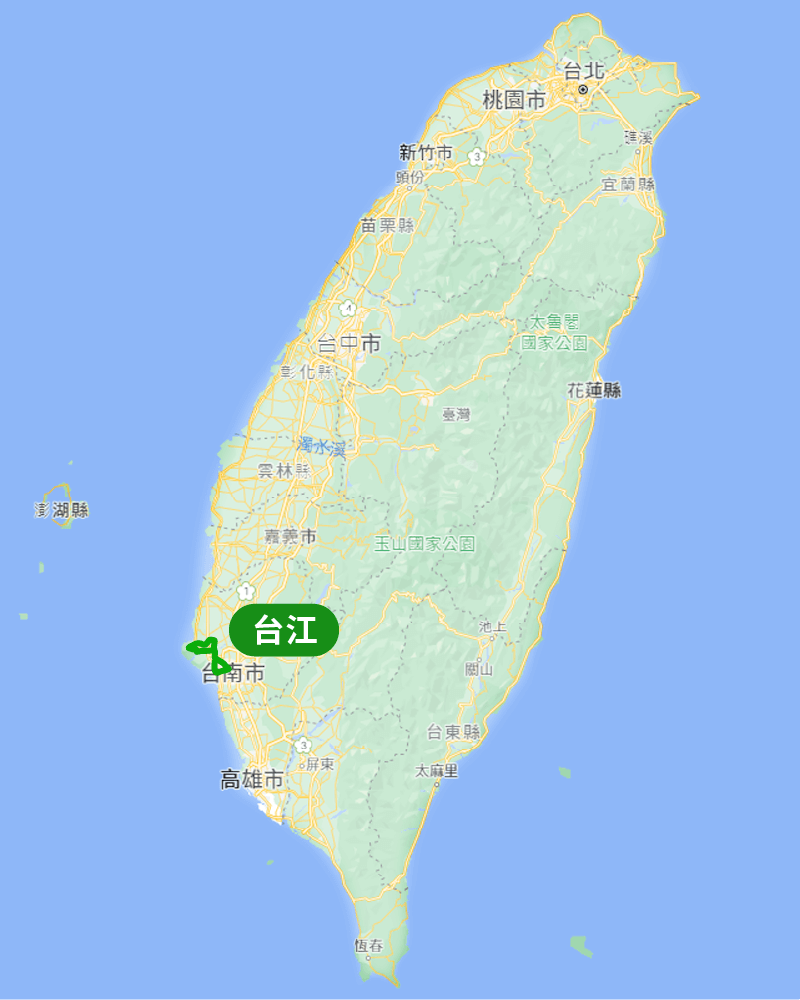 台北
桃園市
礁溪
新竹市
3
頭份
宜蘭縣
苗栗縣
4
太魯閣
國家公園
台中市
彰化縣
花蓮縣
臺灣
濁水溪
雲林縣
澎湖縣
嘉義市
玉山國家公園
1
台江
池上
台南市
關山
台東縣
3
屏東
太麻里
高雄市
恆春